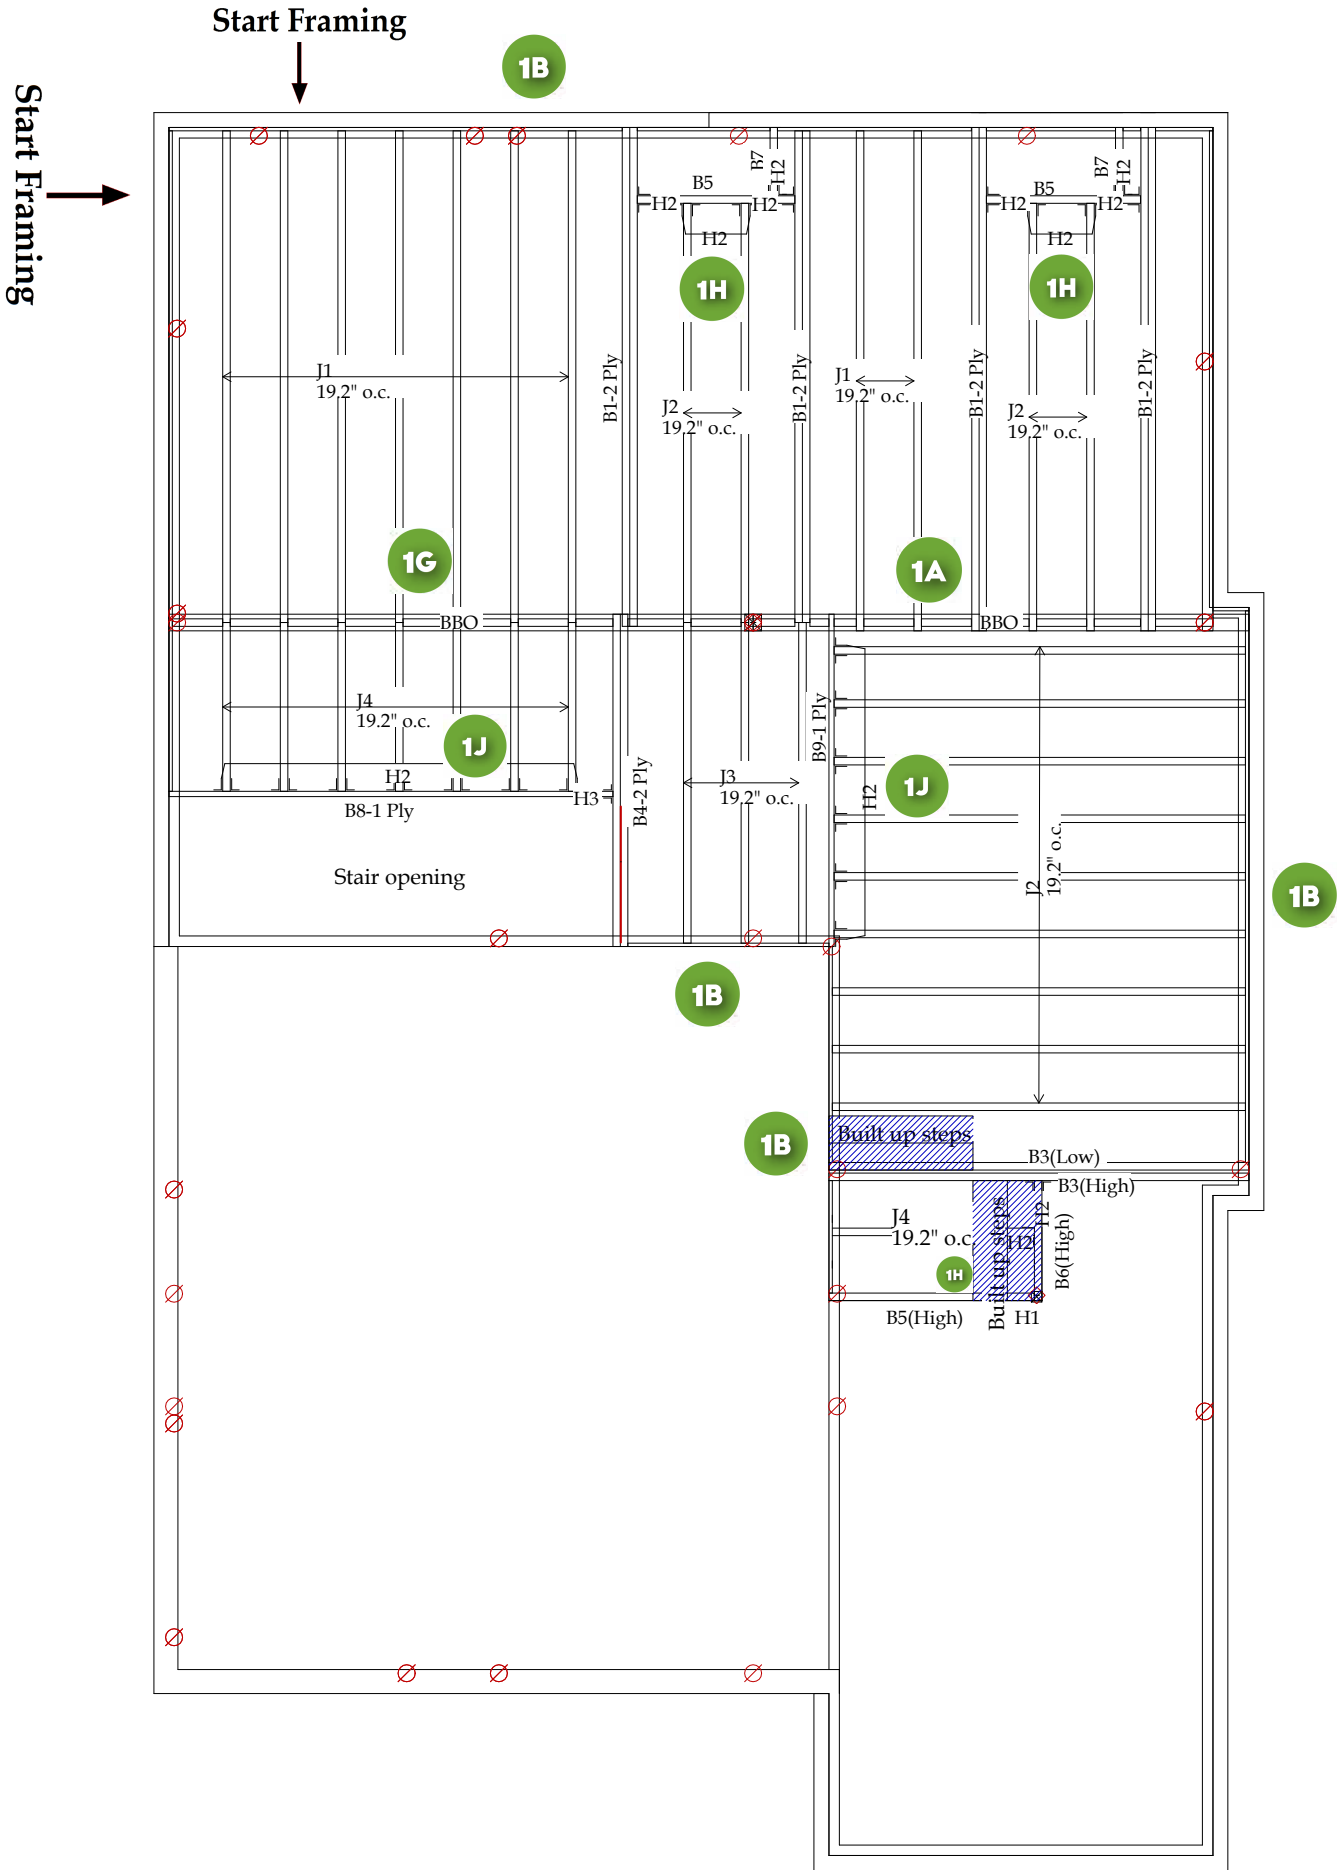 Start Framing
Start Framing
1B
B5
B7
H2
H2
H2
H2
1H
B5
B7
H2
H2
H2
H2
1H
J1
19.2" o.c.
B1-2 Ply
J2
19.2" o.c.
B1-2 Ply
J1
19.2" o.c.
B1-2 Ply
J2
19.2" o.c.
B1-2 Ply
1G
1A
BBO
BBO
J4
19.2" o.c.
1J
H2
H3
B8-1 Ply
B4-2 Ply
J3
19.2" o.c.
B9-1 Ply
H2
1J
J2
19.2" o.c.
Stair opening
1B
1B
1B
Built up steps
B3(Low)
B3(High)
J4
19.2" o.c.
Built up steps
H2
H2
B6(High)
1H
B5(High)
H1